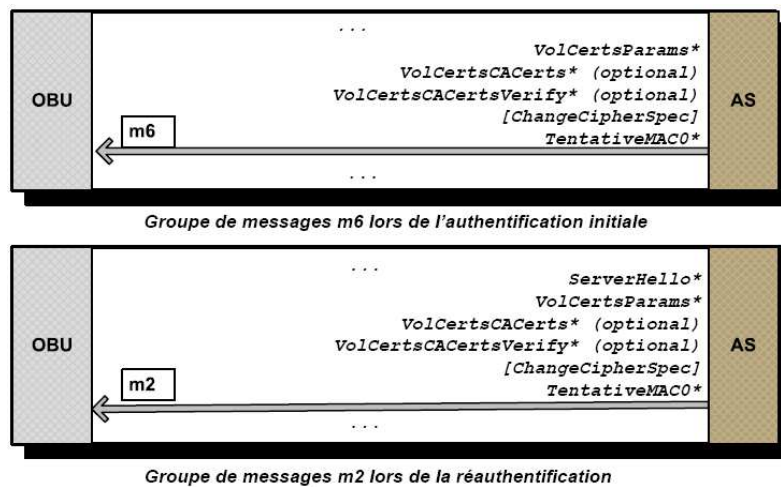 ...
VolCertsParams*
VolCertsCACerts* (optional)
VolCertsCACertsVerify* (optional)
[ChangeCipherSpec]
TentativeMAC0*
OBU
AS
m6
...
Groupe de messages m6 lors de l'authentification initiale
...
ServerHello*
VolCertsParams*
VolCertsCACerts* (optional)
VolCertsCACertsVerify* (optional)
[ChangeCipherSpec]
TentativeMAC0*
OBU
AS
m2
...
Groupe de messages m2 lors de la réauthentification